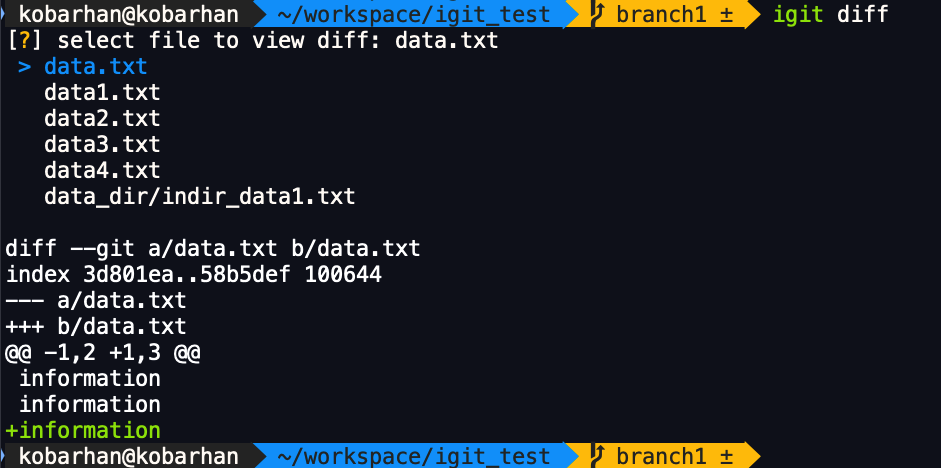 kobarhan@kobarhan ~/workspace/igit_test branch1 ± igit diff
[?] select file to view diff: data.txt
 > data.txt
   data1.txt
   data2.txt
   data3.txt
   data4.txt
   data_dir/indir_data1.txt
diff --git a/data.txt b/data.txt
index 3d801ea..58b5def 100644
--- a/data.txt
+++ b/data.txt
@@ -1,2 +1,3 @@
 information
 information
+information
kobarhan@kobarhan ~/workspace/igit_test branch1 ±